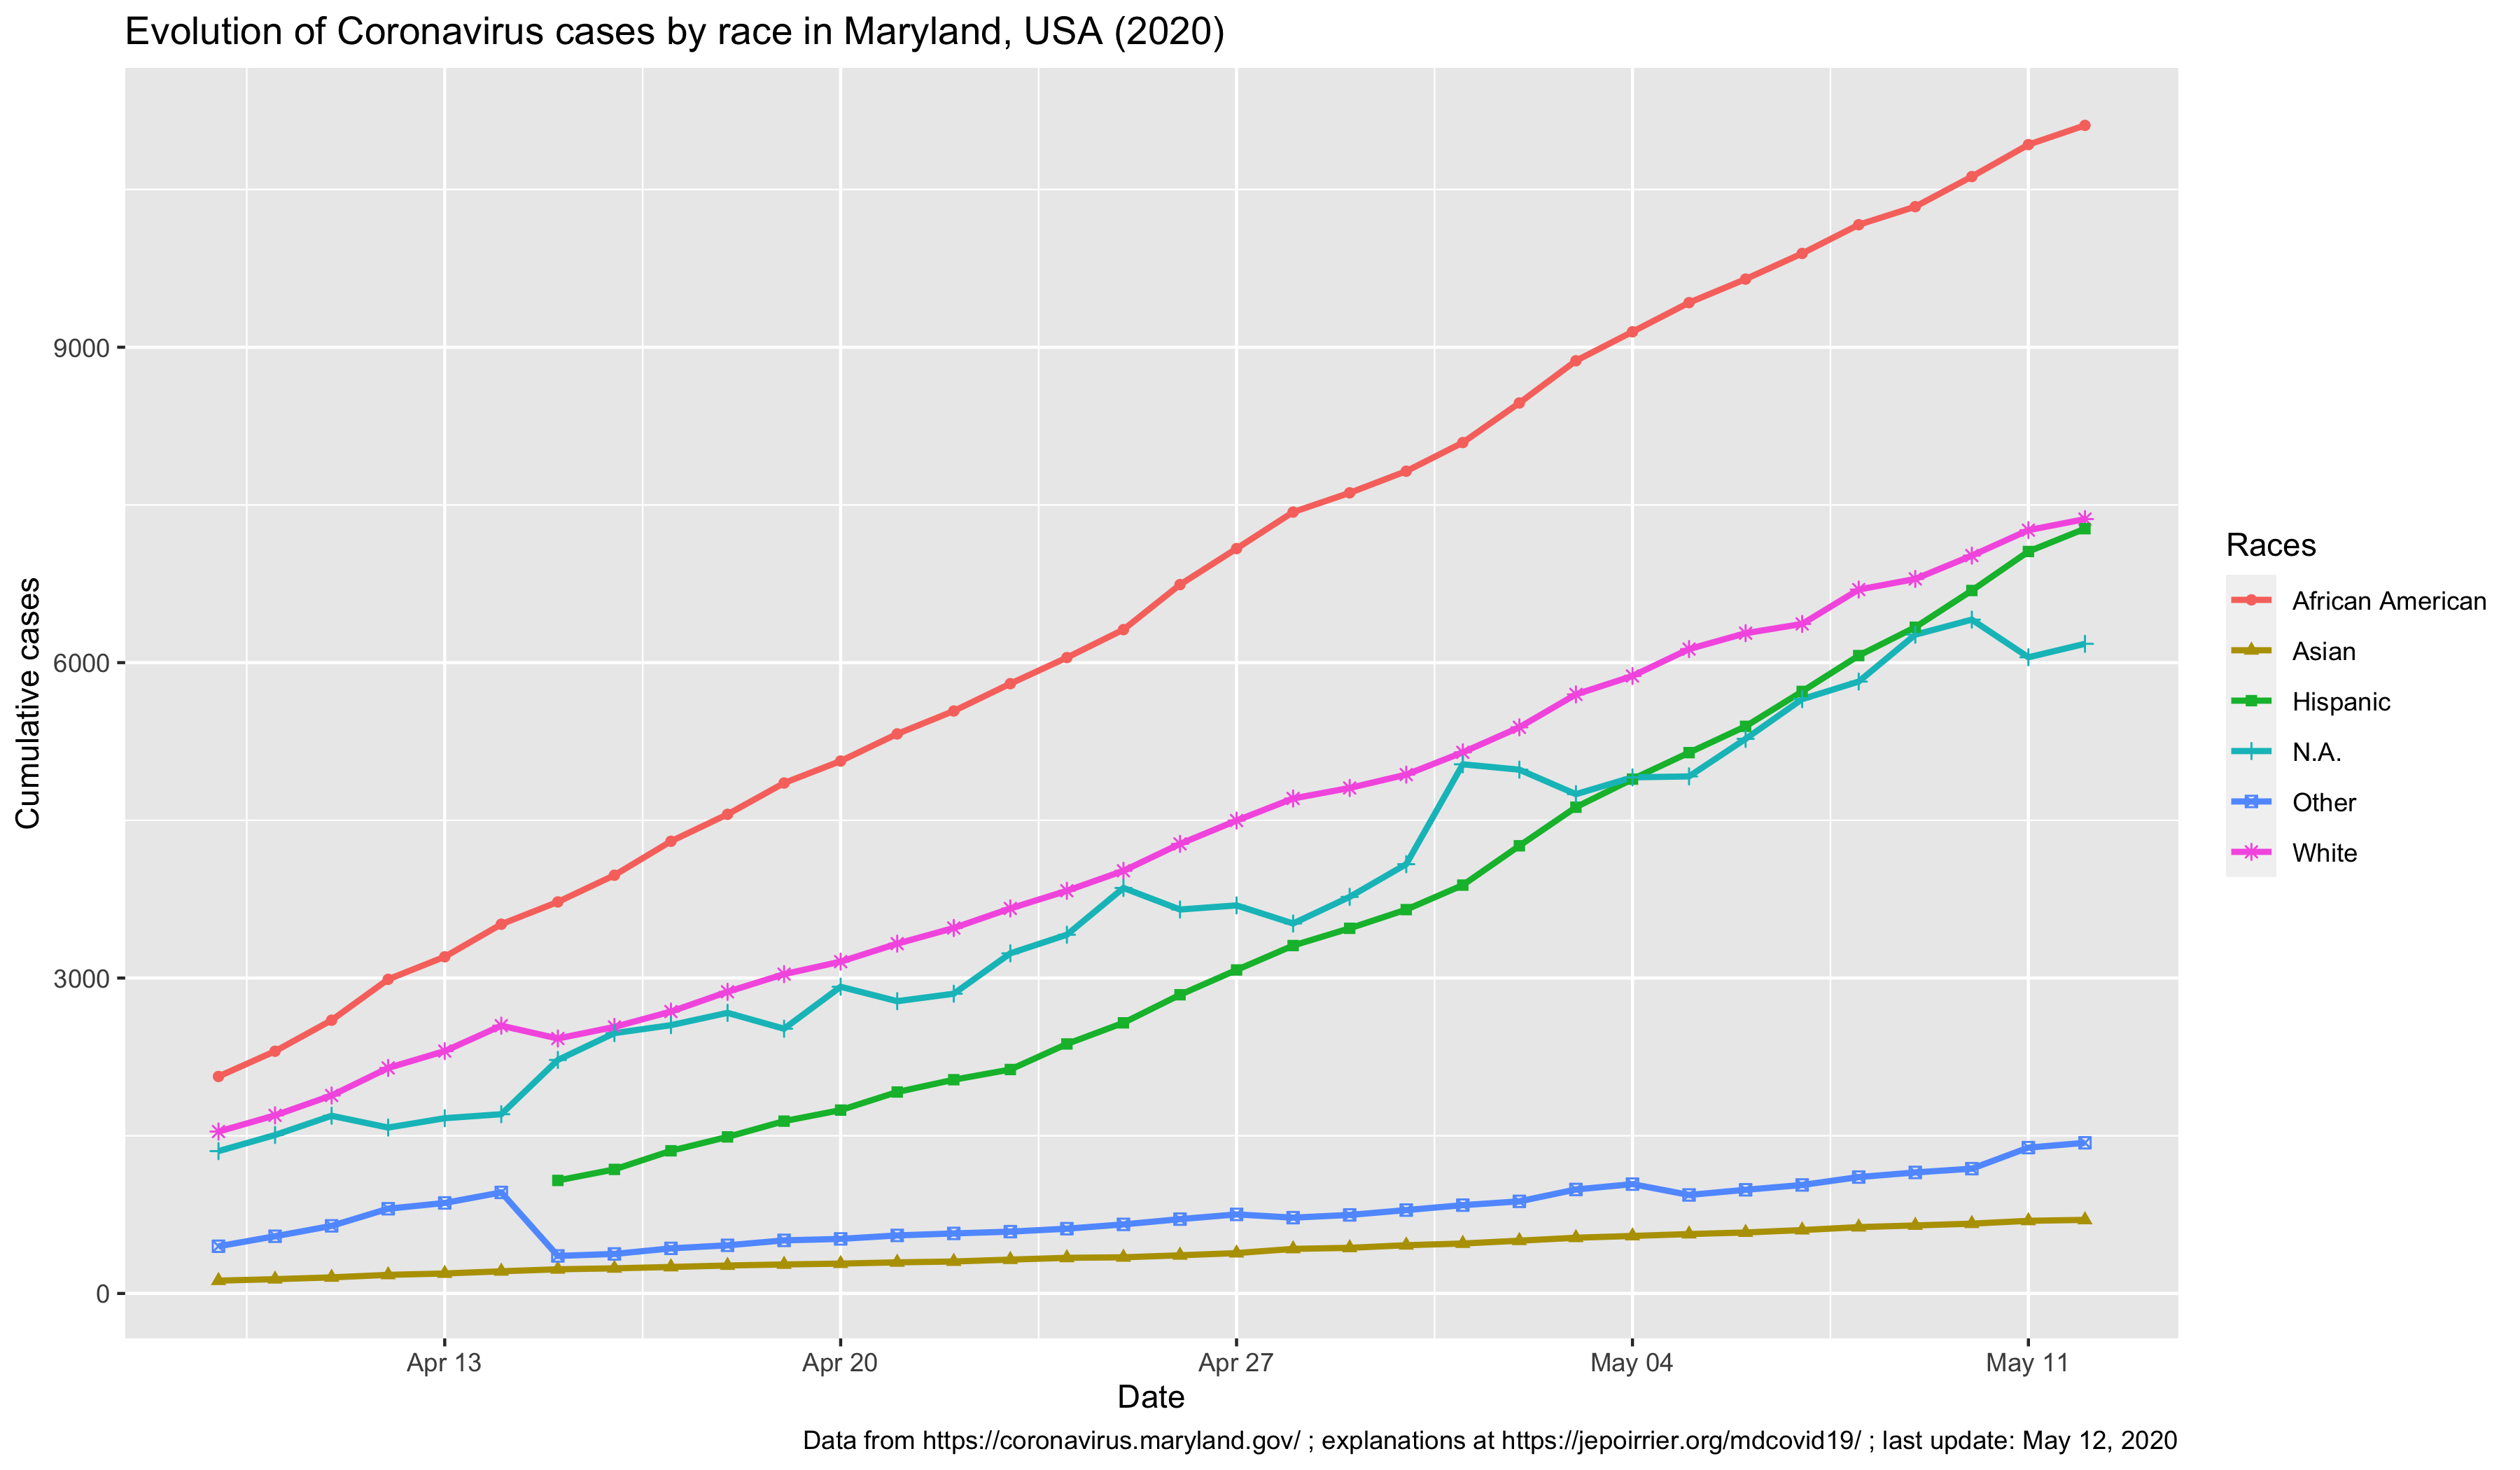 Evolution of Coronavirus cases by race in Maryland, USA (2020)
Cumulative cases
9000
6000
3000
0
Apr 13
Apr 20
Apr 27
May 04
May 11
Date
Races
African American
Asian
Hispanic
N.A.
Other
White
Data from https://coronavirus.maryland.gov/ ; explanations at https://jepoirrier.org/mdcovid19/ ; last update: May 12, 2020